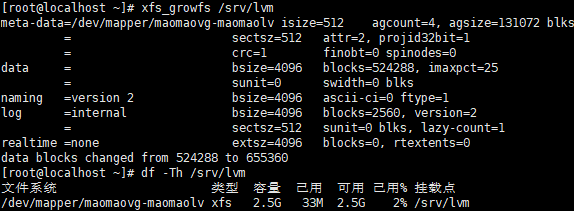 [root@localhost ~]# xfs_growfs /srv/lvm
meta-data=/dev/mapper/maomaovg-maomaolv isize=512    agcount=4, agsize=131072 blks
         =                       sectsz=512   attr=2, projid32bit=1
         =                       crc=1        finobt=0 spinodes=0
data     =                       bsize=4096   blocks=524288, imaxpct=25
         =                       sunit=0      swidth=0 blks
naming   =version 2              bsize=4096   ascii-ci=0 ftype=1
log      =internal               bsize=4096   blocks=2560, version=2
         =                       sectsz=512   sunit=0 blks, lazy-count=1
realtime =none                   extsz=4096   blocks=0, rtextents=0
data blocks changed from 524288 to 655360
[root@localhost ~]# df -Th /srv/lvm
文件系统                      类型  容量  已用  可用 已用% 挂载点
/dev/mapper/maomaovg-maomaolv xfs   2.5G   33M  2.5G    2% /srv/lvm